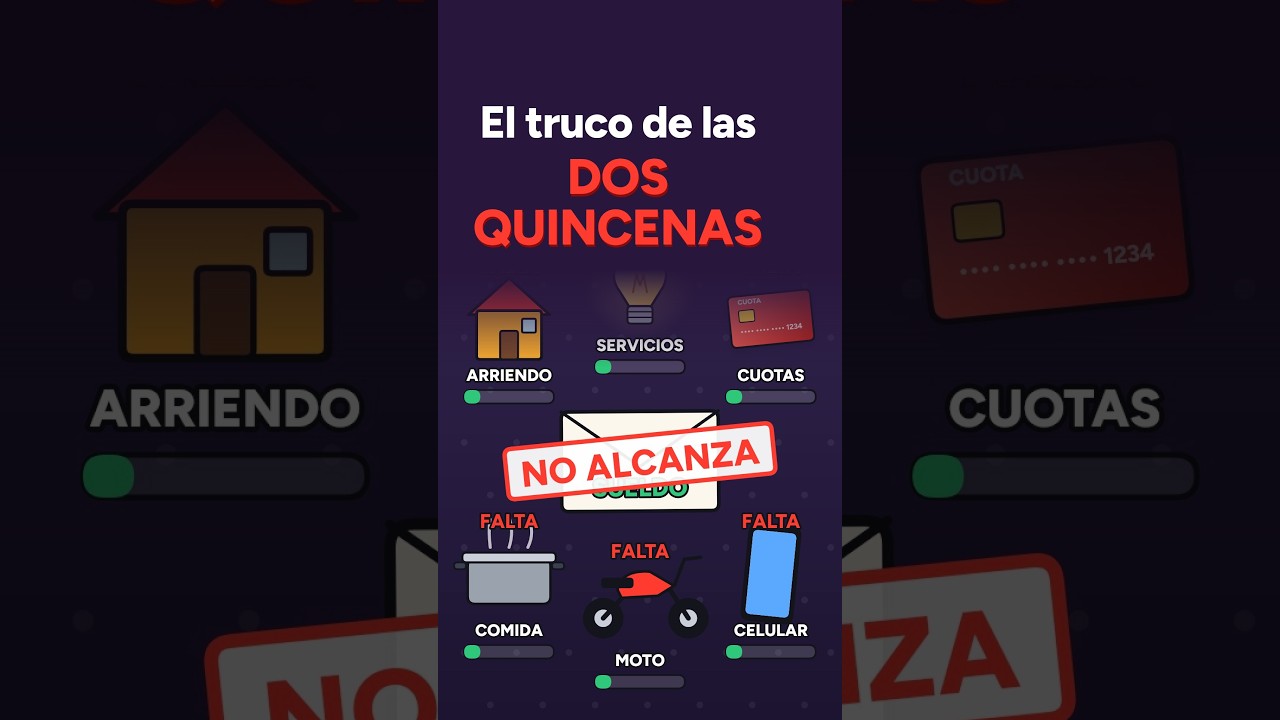 El truco de las
DOS
QUINCENAS
SERVICIOS
ARRIENDO
CUOTA
•••• •••• •••• 1234
CUOTAS
NO ALCANZA
FALTA
FALTA
FALTA
COMIDA
MOTO
CELULAR
ARRIENDO
CUOTA
•••• •••• •••• 1234
CUOTAS